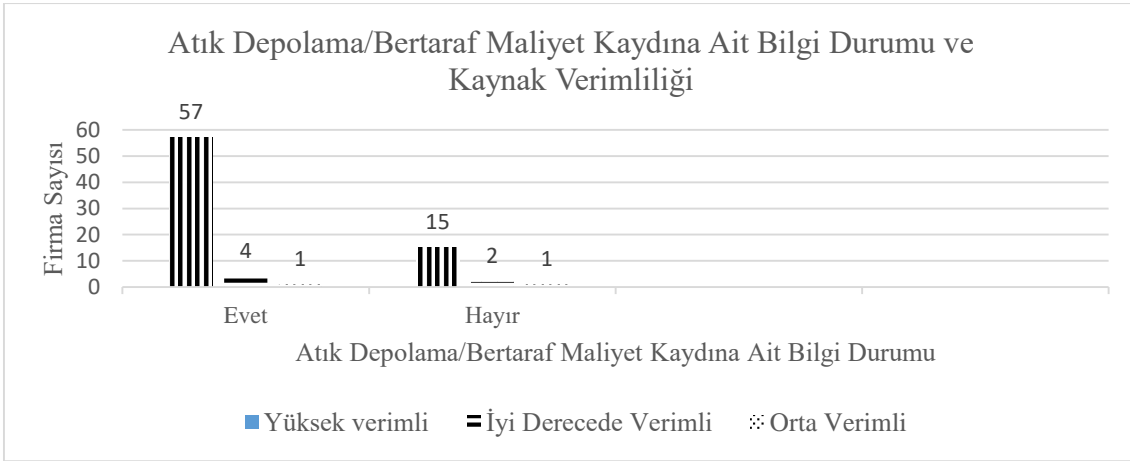 Atık Depolama/Bertaraf Maliyet Kaydına Ait Bilgi Durumu ve
Kaynak Verimliliği
Firma Sayısı
60
50
40
30
20
10
0
57
4
1
15
2
1
Evet
Hayır
Atık Depolama/Bertaraf Maliyet Kaydına Ait Bilgi Durumu
Yüksek verimli
İyi Derecede Verimli
Orta Verimli